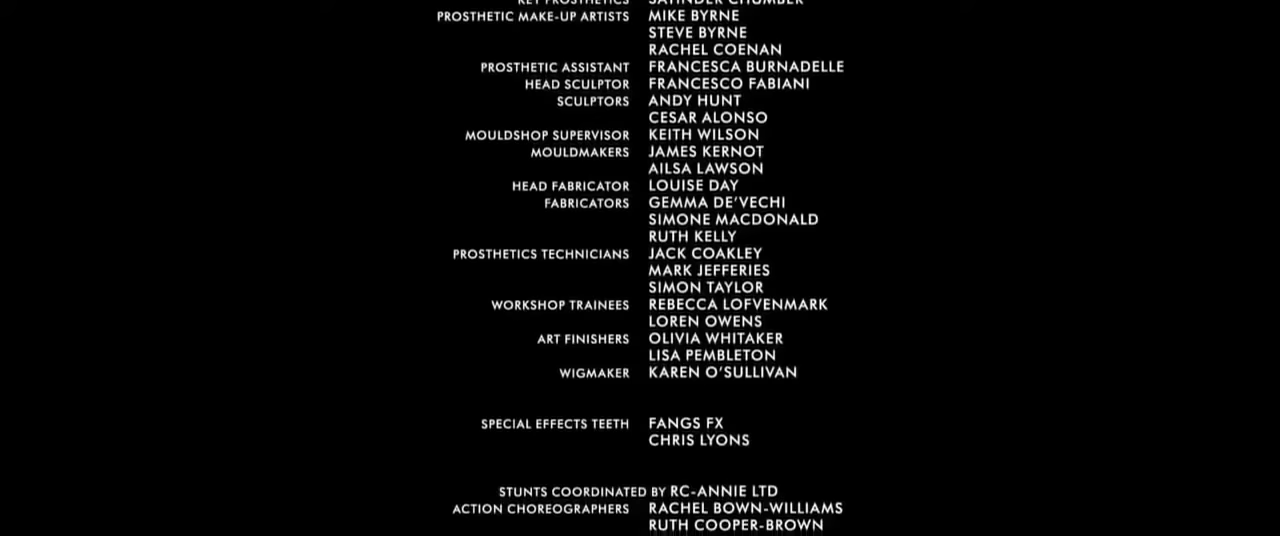 KEY PROSTHETICS SATINDER CHUMBER
PROSTHETIC MAKE-UP ARTISTS MIKE BYRNE
STEVE BYRNE
RACHEL COENAN
PROSTHETIC ASSISTANT FRANCESCA BURNADELLE
HEAD SCULPTOR FRANCESCO FABIANI
SCULPTORS ANDY HUNT
CESAR ALONSO
MOULDSHOP SUPERVISOR KEITH WILSON
MOULDMAKERS JAMES KERNOT
AILSA LAWSON
HEAD FABRICATOR LOUISE DAY
FABRICATORS GEMMA DE'VECHI
SIMONE MACDONALD
RUTH KELLY
PROSTHETICS TECHNICIANS JACK COAKLEY
MARK JEFFERIES
SIMON TAYLOR
WORKSHOP TRAINEES REBECCA LOFVENMARK
LOREN OWENS
ART FINISHERS OLIVIA WHITAKER
LISA PEMBLETON
WIGMAKER KAREN O'SULLIVAN
SPECIAL EFFECTS TEETH FANGS FX
CHRIS LYONS
STUNTS COORDINATED BY RC-ANNIE LTD
ACTION CHOREOGRAPHERS RACHEL BOWN-WILLIAMS
RUTH COOPER-BROWN